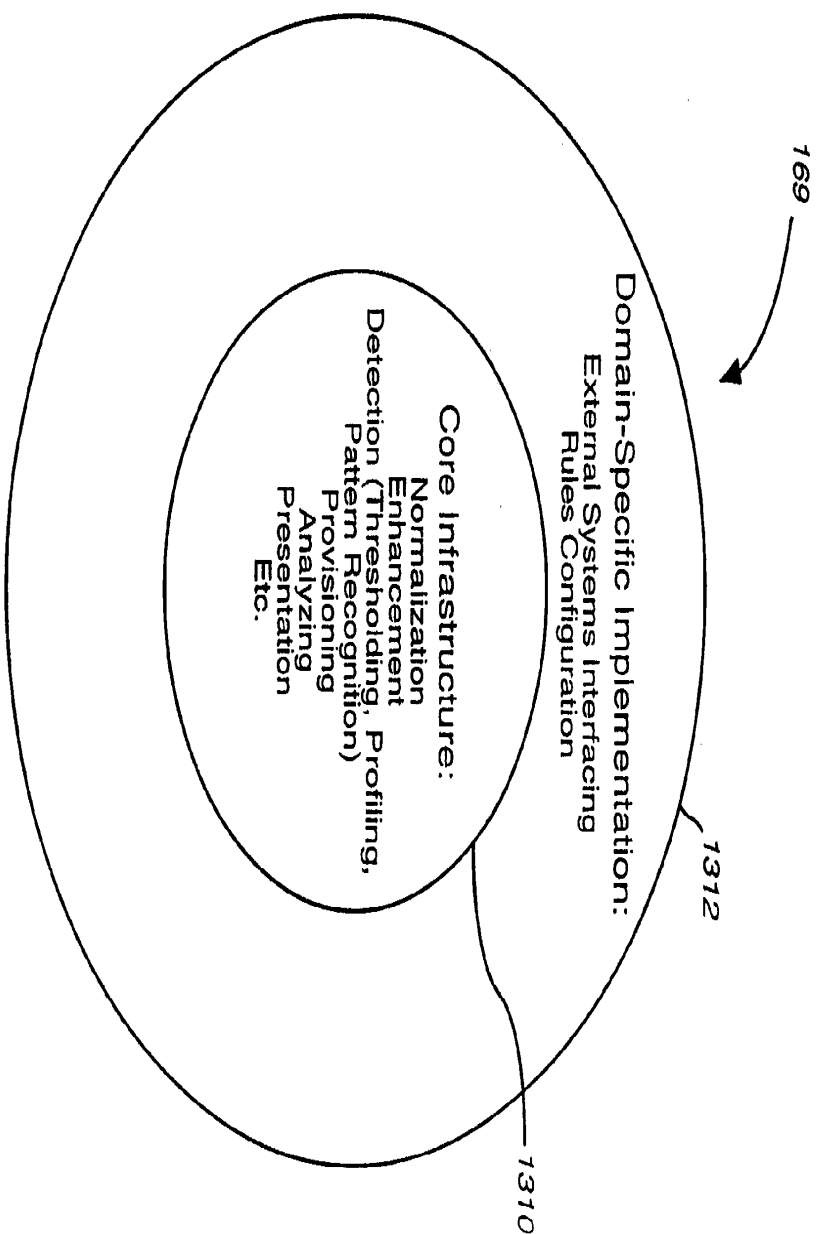 169
Domain-Specific Implementation:
External Systems Interfacing
Rules Configuration
1312
Core Infrastructure:
Normalization
Enhancement
Detection (Thresholding, Profiling,
Pattern Recognition)
Provisioning
Analyzing
Presentation
Etc.
1310